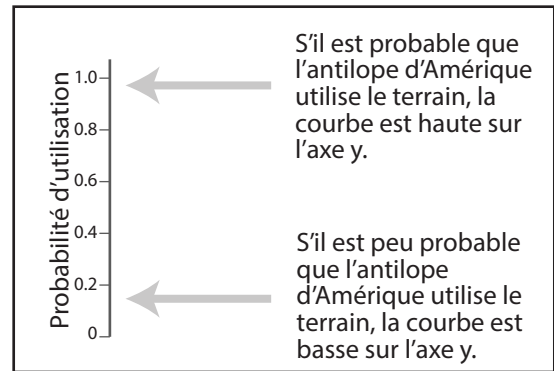 Probabilité d'utilisation
1.0
0.8
0.6
0.4
0.2
0
S'il est probable que
l'antilope d'Amérique
utilise le terrain, la
courbe est haute sur
l'axe y.
S'il est peu probable
que l'antilope
d'Amérique utilise le
terrain, la courbe est
basse sur l'axe y.